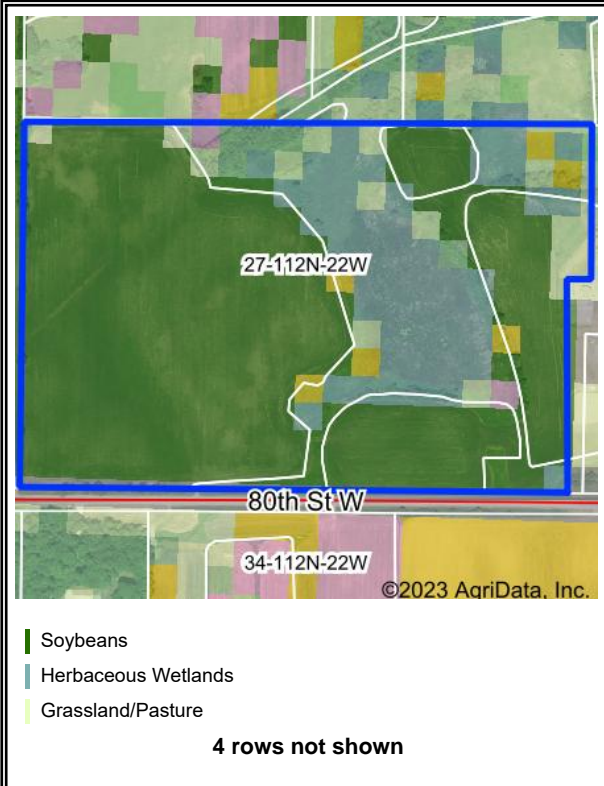 27-112N-22W
80th St W
34-112N-22W
©2023 AgriData, Inc.
Soybeans
Herbaceous Wetlands
Grassland/Pasture
4 rows not shown